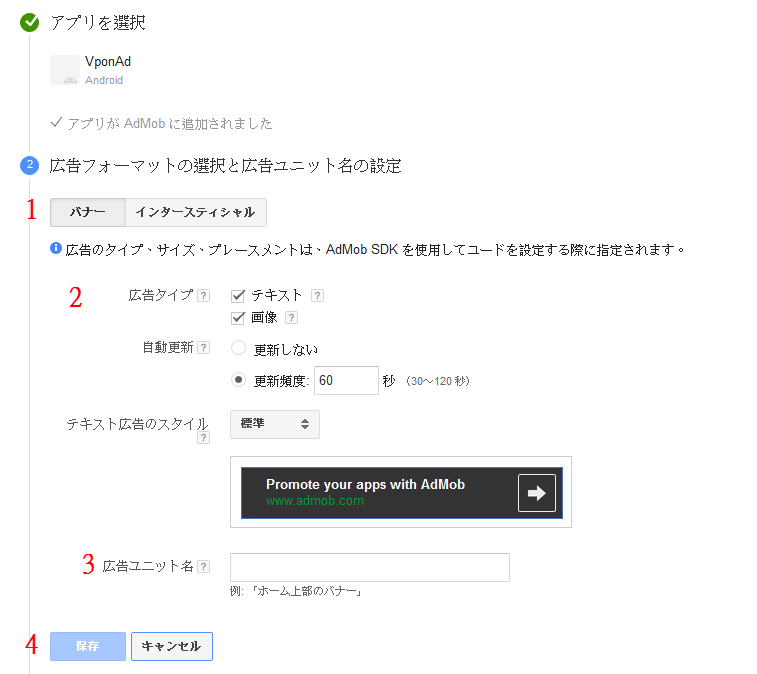 アプリを選択
VponAd
Android
アプリが AdMob に追加されました
2 広告フォーマットの選択と広告ユニット名の設定
1 バナー インタースティシャル
広告のタイプ、サイズ、プレースメントは、AdMob SDK を使用してコードを設定する際に指定されます。
2 広告タイプ ? テキスト ?
画像 ?
自動更新 ? 更新しない
更新頻度: 60 秒 (30～120 秒)
テキスト広告のスタイル 標準
?
Promote your apps with AdMob
www.admob.com
3 広告ユニット名 ?
例: 「ホーム上部のバナー」
4 保存 キャンセル